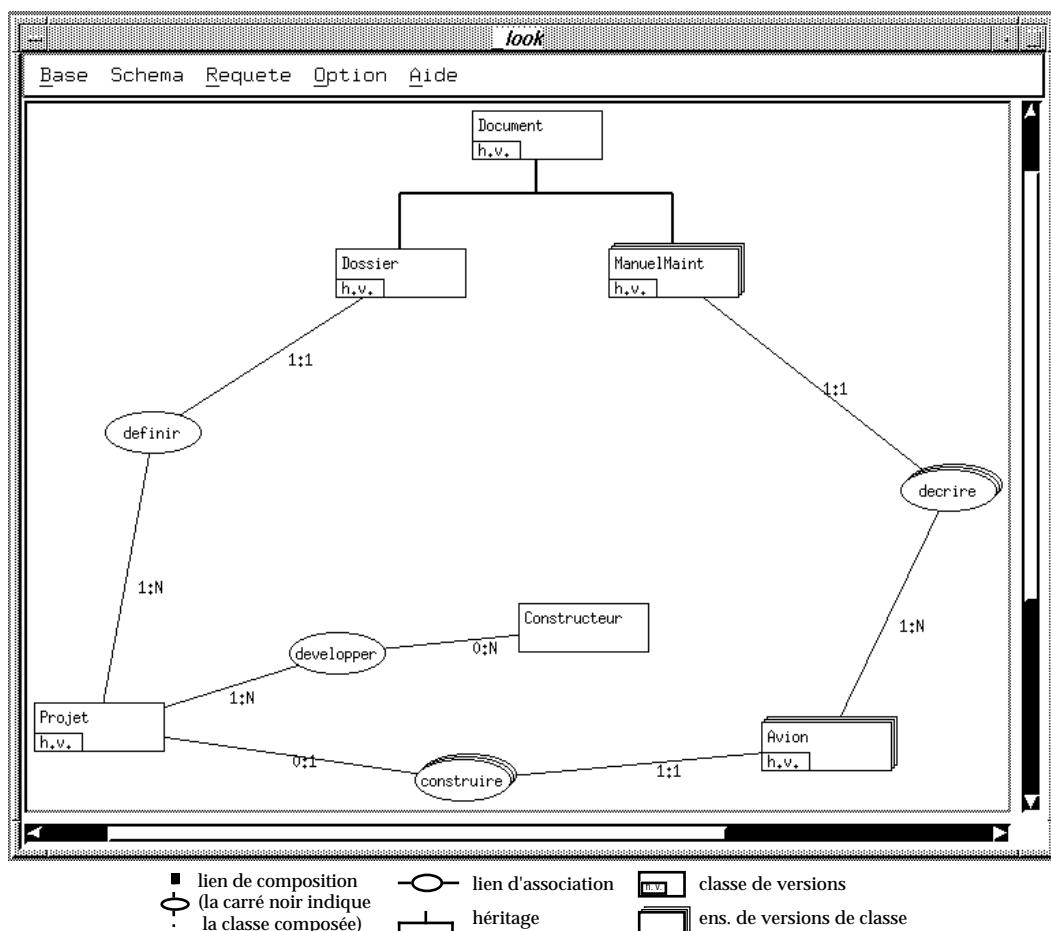 _look
Base Schema Requete Option Aide
Document
h.v.
Dossier
h.v.
ManuelMaint
h.v.
1:1
1:1
definir
decrire
1:N
Constructeur
1:N
developper
0:N
1:N
Projet
h.v.
Avion
h.v.
0:1
1:1
construire
lien de composition
(la carré noir indique
la classe composée)
lien d'association
héritage
h.v.
classe de versions
ens. de versions de classe